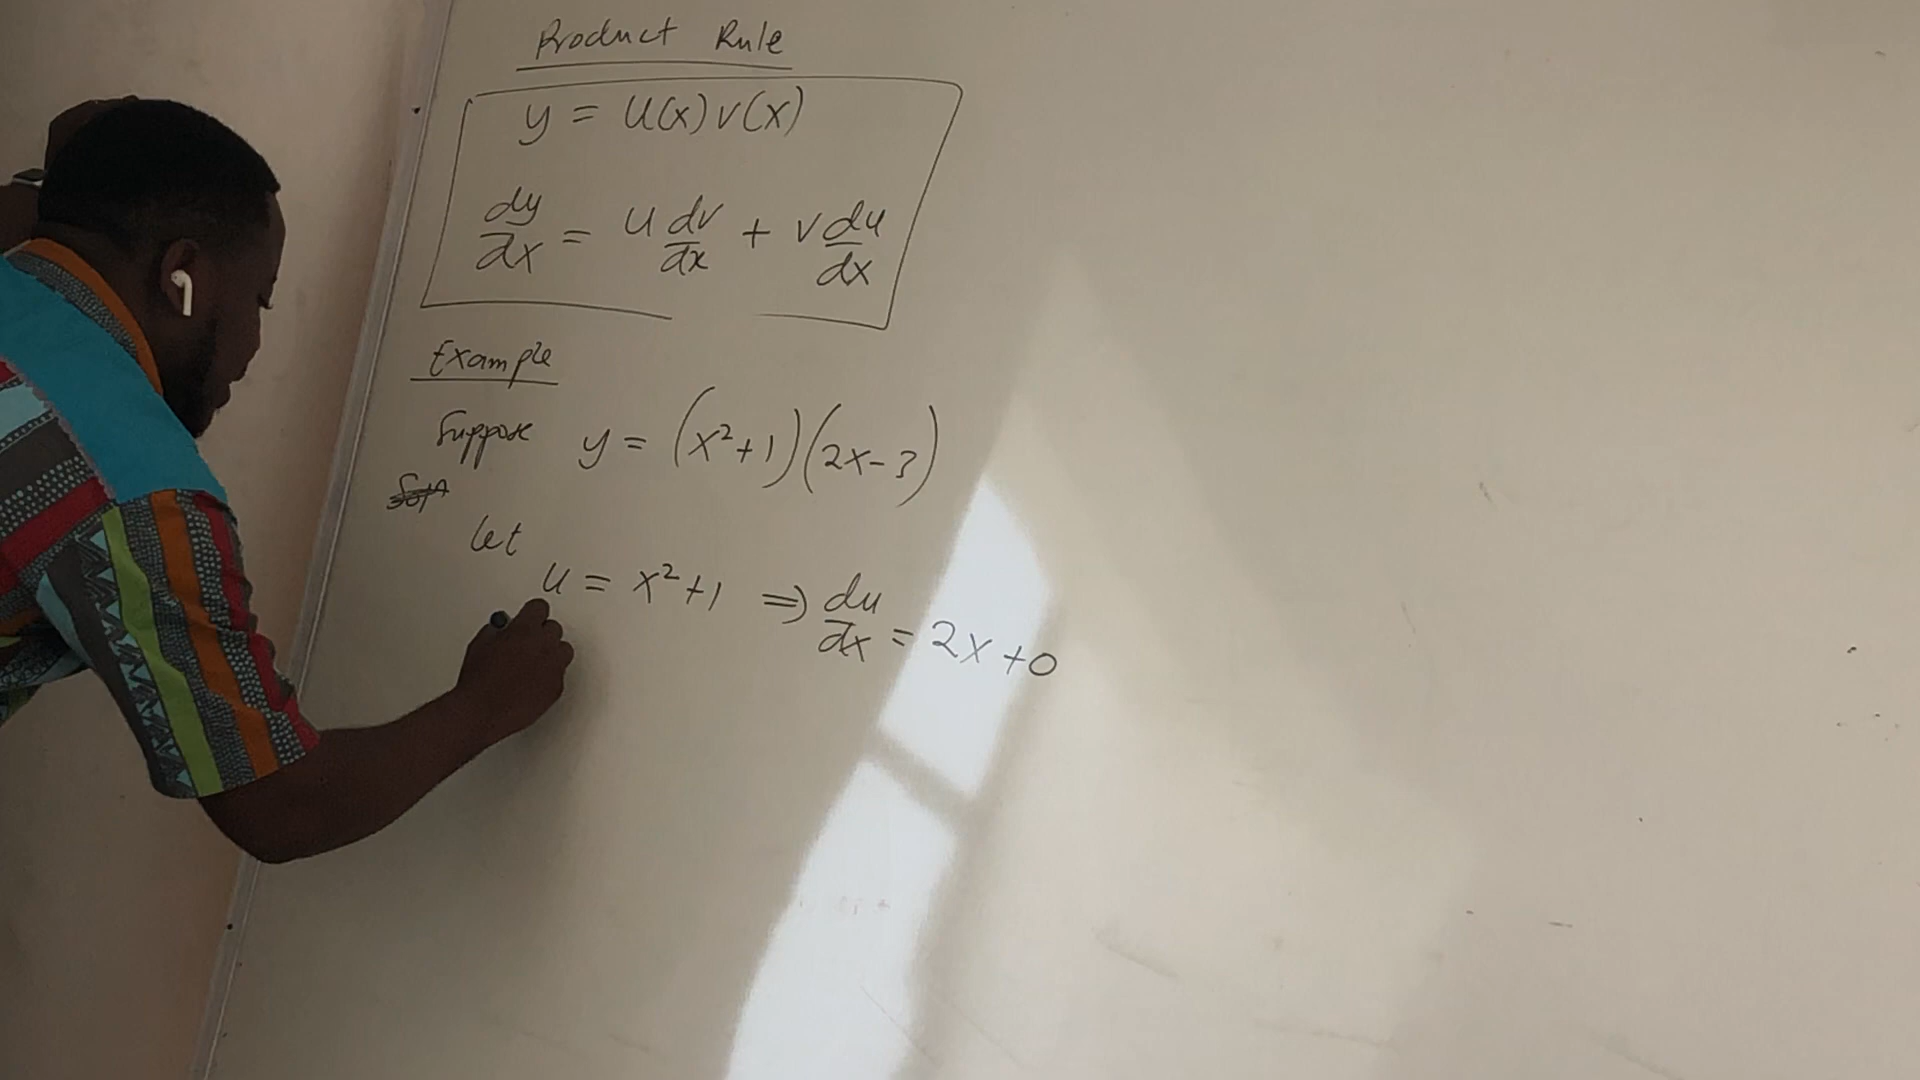 Product Rule
y = u(x) v(x)
dy/dx = u dv/dx + v du/dx
Example
Suppose y = (x²+1)(2x-3)
Let
u = x²+1 ⇒ du/dx = 2x+0